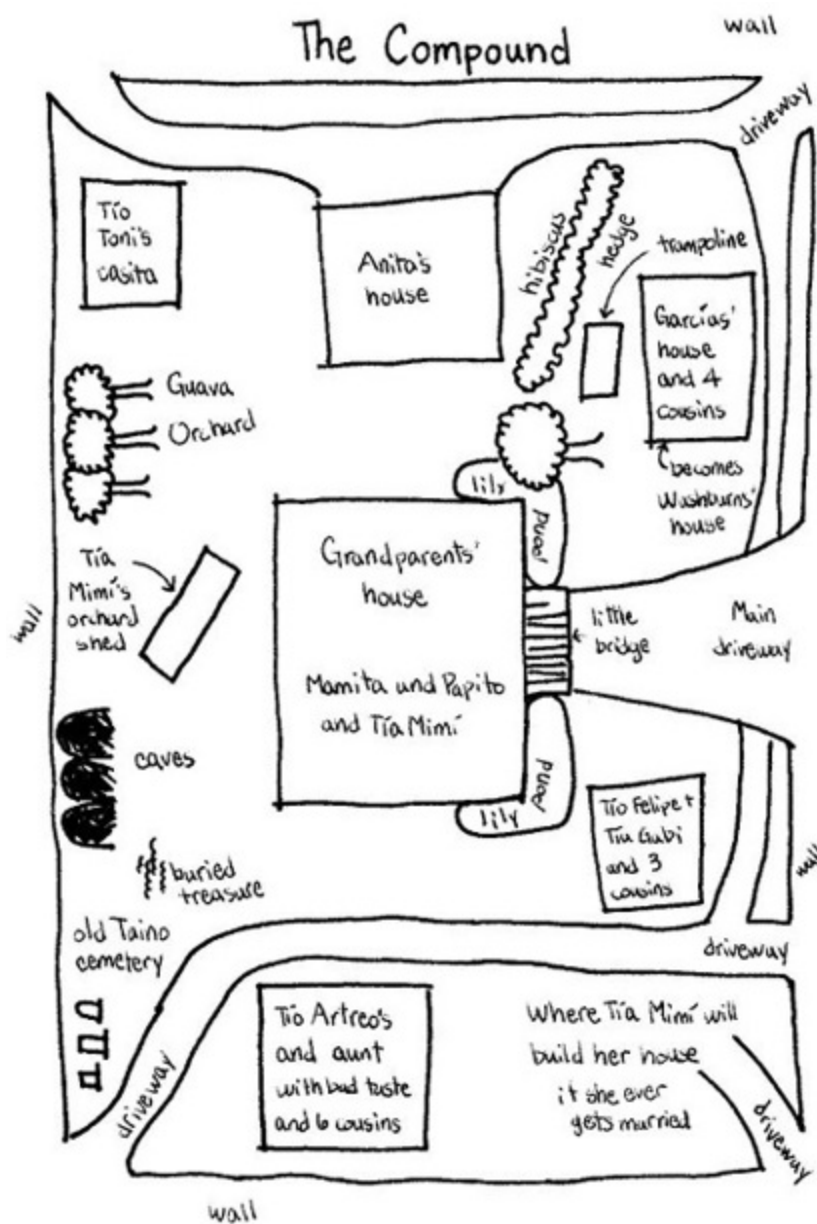 The Compound
wall
driveway
Tío
Toní's
casita
Anita's
house
hibiscus
hedge
trampoline
Garcías'
house
and 4
cousins
becomes
Washburns'
house
Guava
Orchard
lily
pond
Tía
Mimí's
orchard
shed
wall
Grandparents'
house
Mamita and Papito
and Tía Mimí
little
bridge
Main
driveway
caves
lily
pond
Tío Felipe +
Tía Gabi
and 3
cousins
wall
buried
treasure
old Taino
cemetery
driveway
driveway
Tío Artreo's
and aunt
with bad taste
and 6 cousins
Where Tía Mimí will
build her house
if she ever
gets married
driveway
wall